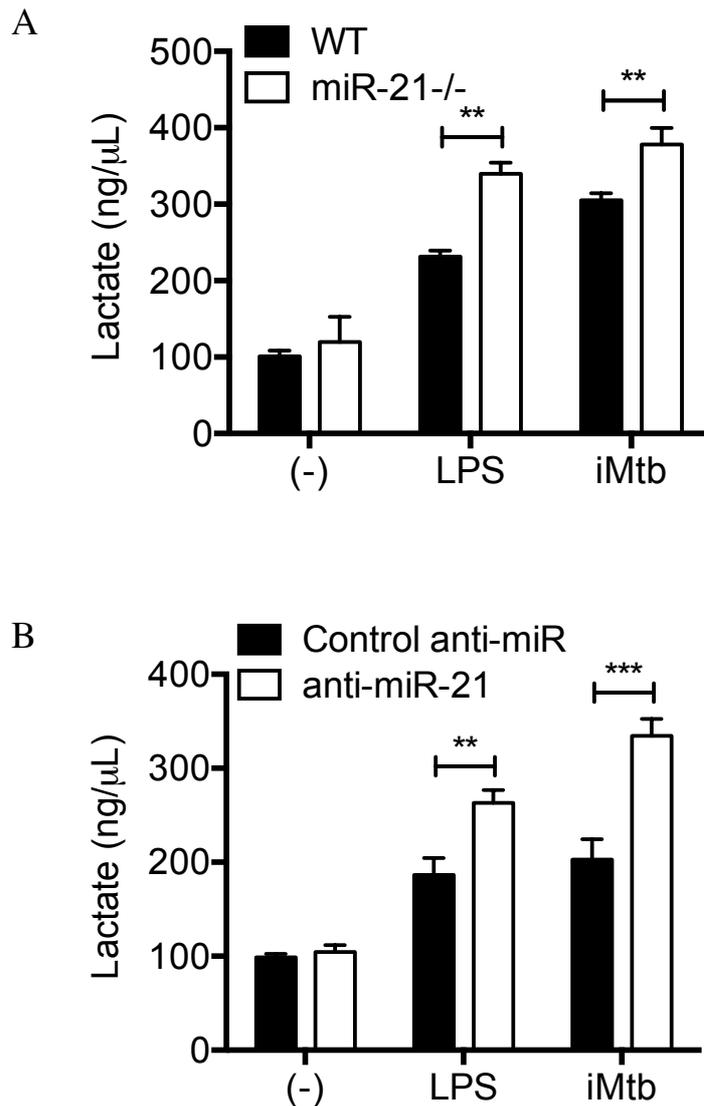 A
WT
miR-21-/-
500
400
300
200
100
0
Lactate (ng/μL)
**
**
(-) LPS iMtb
B
Control anti-miR
anti-miR-21
400
300
200
100
0
Lactate (ng/μL)
**
***
(-) LPS iMtb